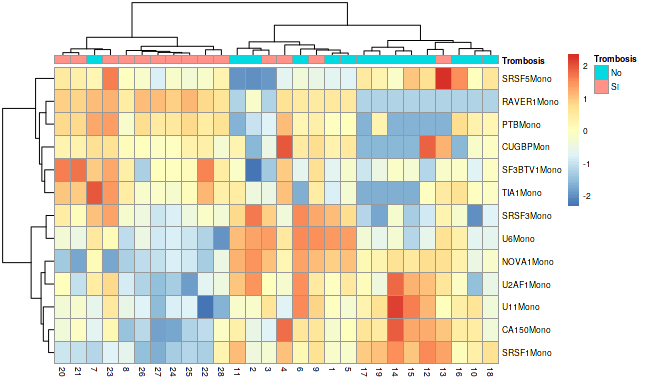 Trombosis
SRSF5Mono
RAVER1Mono
PTBMono
CUGBPMon
SF3BTV1Mono
TIA1Mono
SRSF3Mono
U6Mono
NOVA1Mono
U2AF1Mono
U11Mono
CA150Mono
SRSF1Mono
20 21 7 23 8 26 27 24 25 22 28 11 2 3 4 6 9 1 5 17 19 14 15 12 13 16 10 18
2
1
0
-1
-2
Trombosis
No
SI